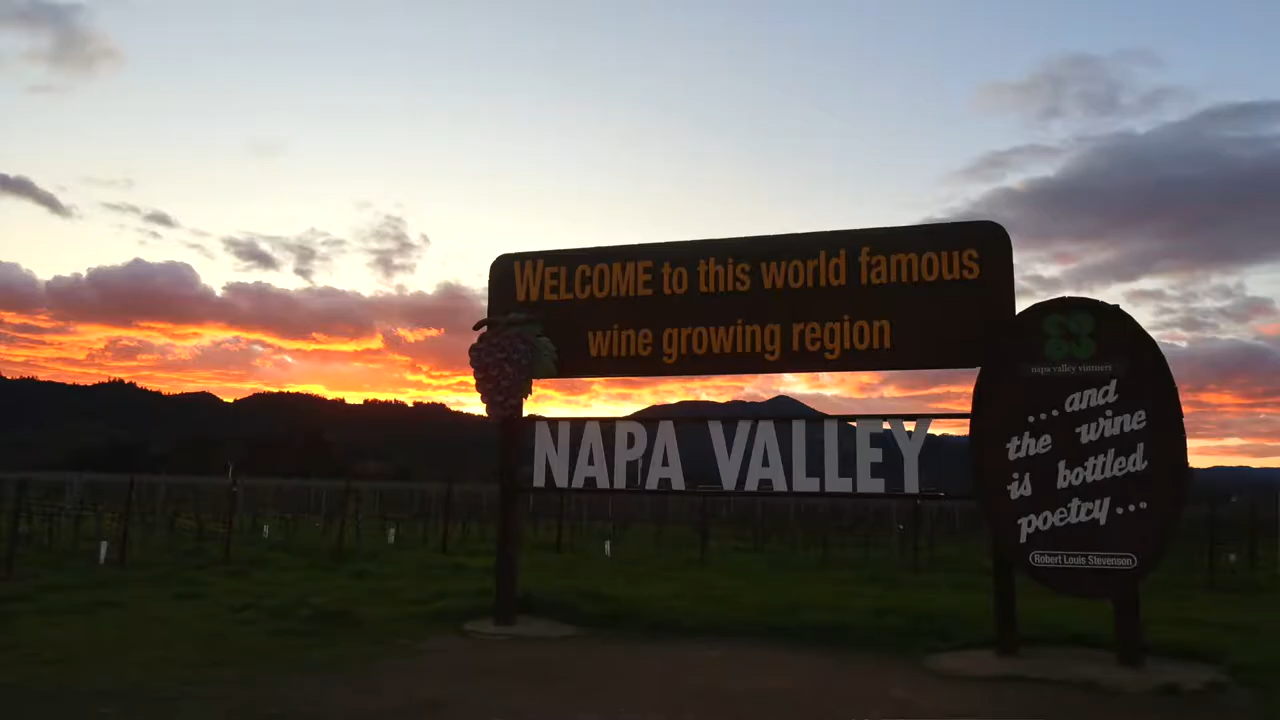 WELCOME to this world famous
wine growing region
NAPA VALLEY
napa valley vintners
...and
the wine
is bottled
poetry...
Robert Louis Stevenson